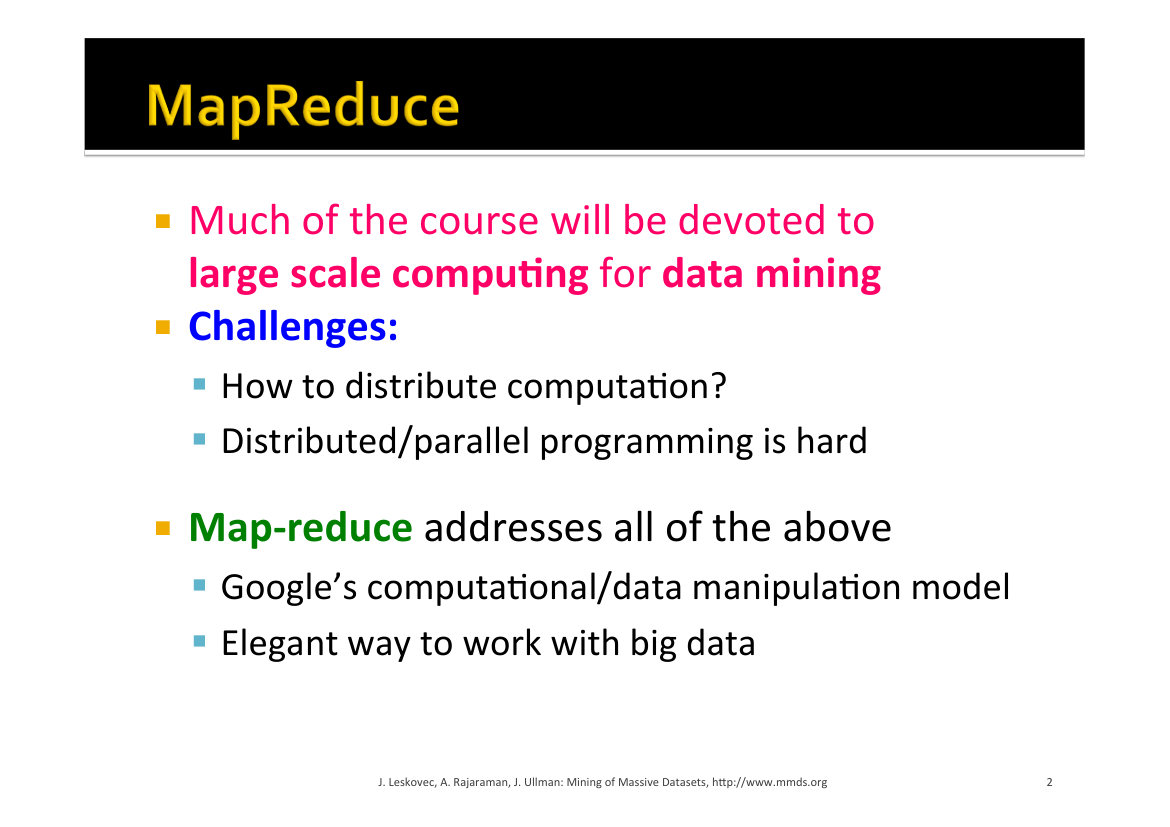 MapReduce
Much of the course will be devoted to
large scale computing for data mining
Challenges:
How to distribute computation?
Distributed/parallel programming is hard
Map-reduce addresses all of the above
Google’s computational/data manipulation model
Elegant way to work with big data
J. Leskovec, A. Rajaraman, J. Ullman: Mining of Massive Datasets, http://www.mmds.org
2